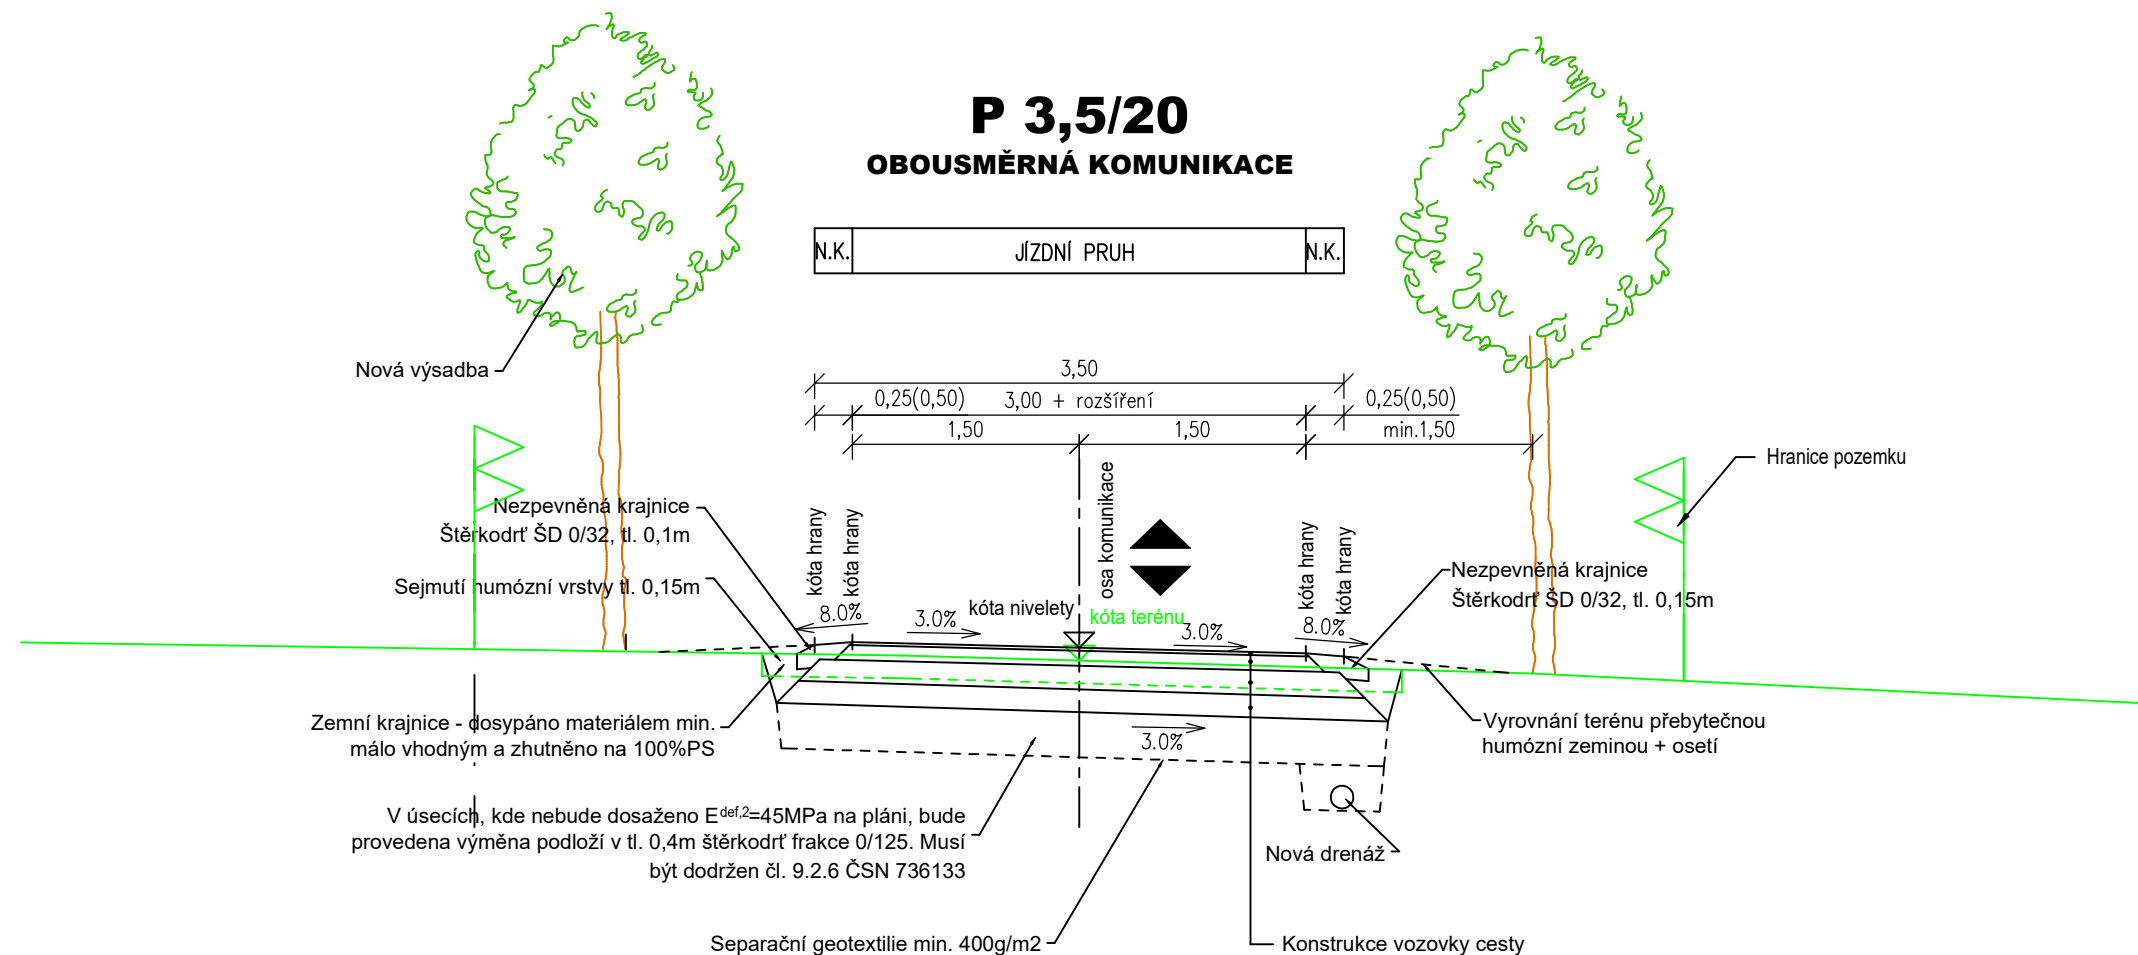 P 3,5/20
OBOUSMĚRNÁ KOMUNIKACE
N.K.
JÍZDNÍ PRUH
N.K.
Nová výsadba
3,50
0,25(0,50)
3,00 + rozšíření
0,25(0,50)
1,50
1,50
min.1,50
Hranice pozemku
Nezpevněná krajnice
Štěrkodrť ŠD 0/32, tl. 0,1m
Sejmutí humózní vrstvy tl. 0,15m
kóta hrany
kóta hrany
osa komunikace
kóta hrany
kóta hrany
Nezpevněná krajnice
Štěrkodrť ŠD 0/32, tl. 0,15m
8.0%
3.0%
kóta nivelety
kóta terénu
3.0%
8.0%
Zemní krajnice - dosypáno materiálem min.
málo vhodným a zhutněno na 100%PS
3.0%
Vyrovnání terénu přebytečnou
humózní zeminou + osetí
V úsecích, kde nebude dosaženo Edef,2=45MPa na pláni, bude
provedena výměna podloží v tl. 0,4m štěrkodrť frakce 0/125. Musí
být dodržen čl. 9.2.6 ČSN 736133
Nová drenáž
Separační geotextilie min. 400g/m2
Konstrukce vozovky cesty